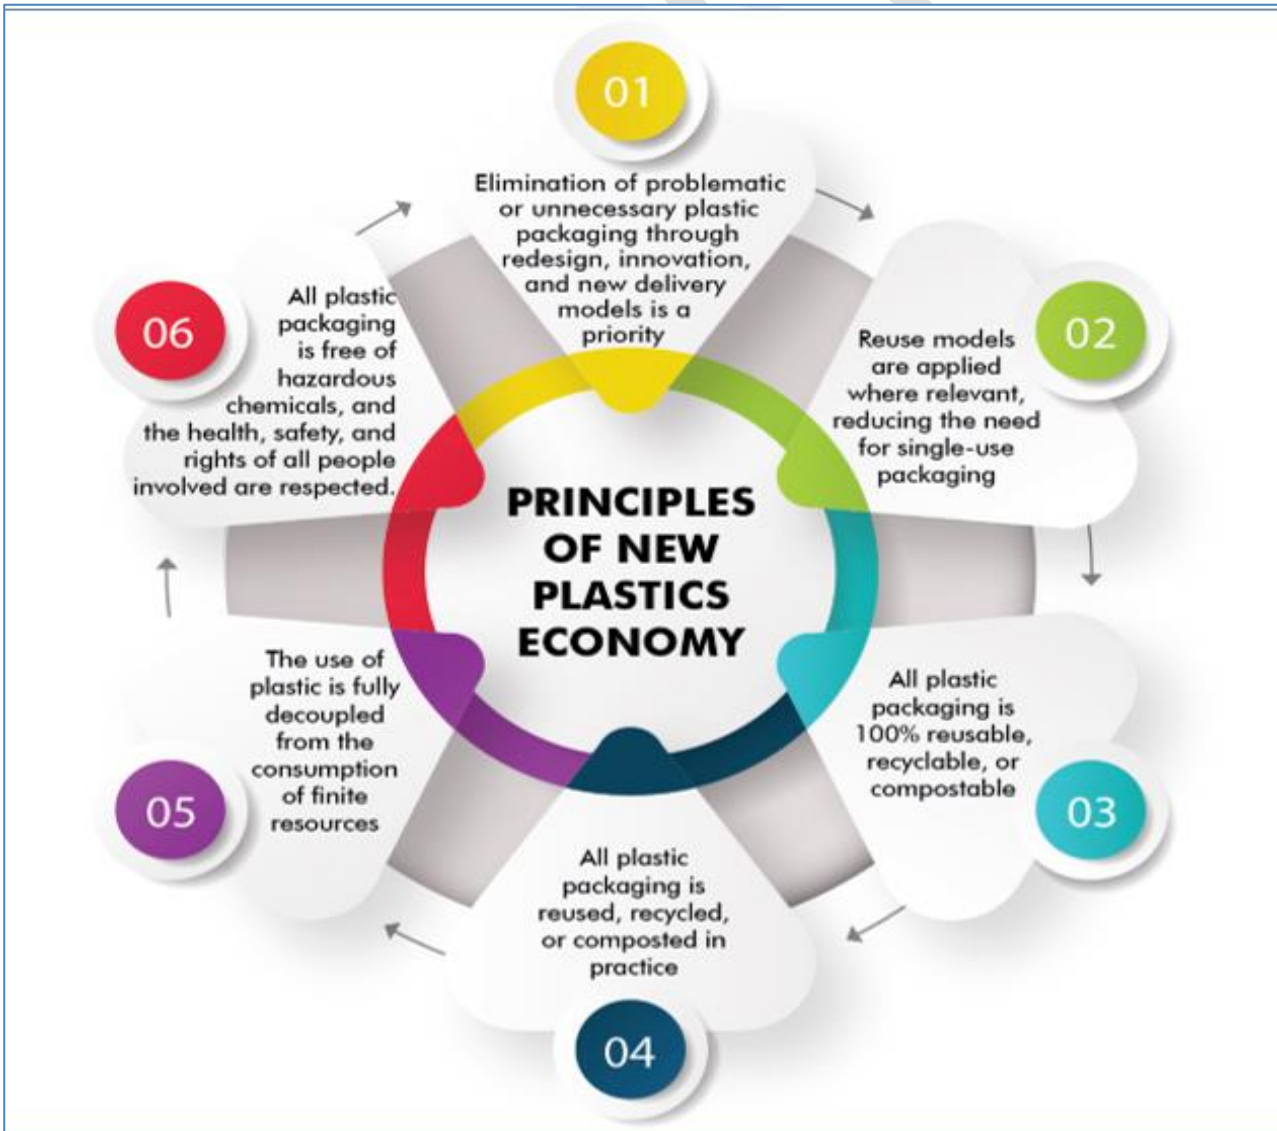 01
Elimination of problematic
or unnecessary plastic
packaging through
redesign, innovation,
and new delivery
models is a
priority
02
Reuse models
are applied
where relevant,
reducing the need
for single-use
packaging
03
All plastic
packaging is
100% reusable,
recyclable, or
compostable
04
All plastic
packaging is
reused, recycled,
or composted in
practice
05
The use of
plastic is fully
decoupled
from the
consumption
of finite
resources
06
All plastic
packaging
is free of
hazardous
chemicals, and
the health, safety, and
rights of all people
involved are respected.
PRINCIPLES
OF NEW
PLASTICS
ECONOMY